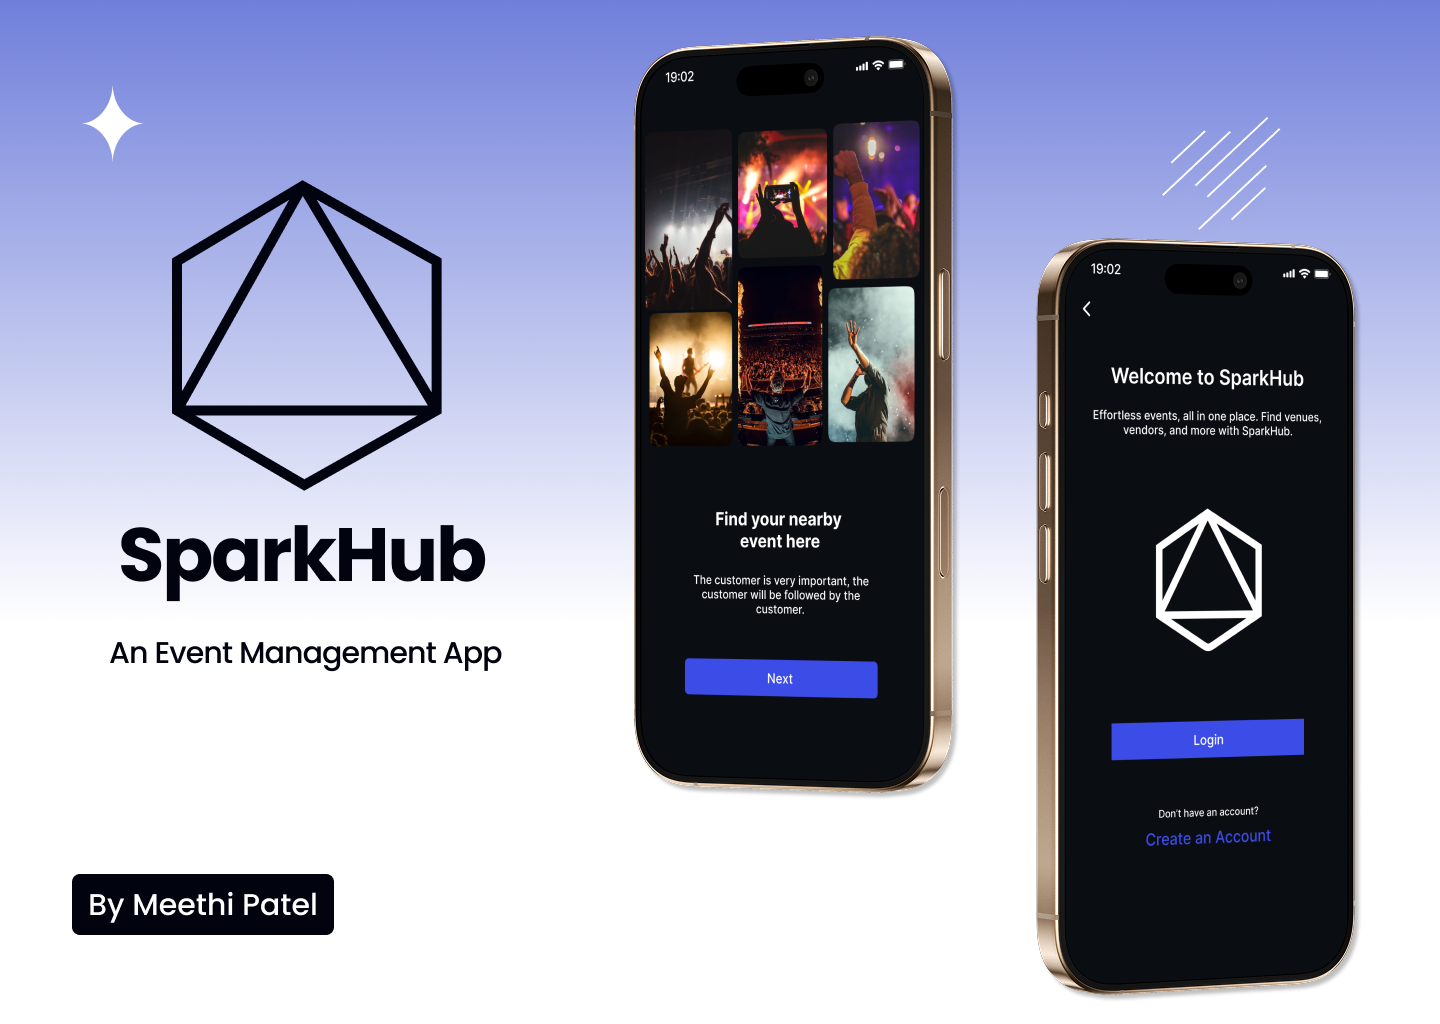 SparkHub
An Event Management App
By Meethi Patel
19:02
Find your nearby
event here
The customer is very important, the
customer will be followed by the
customer.
Next
19:02
Welcome to SparkHub
Effortless events, all in one place. Find venues,
vendors, and more with SparkHub.
Login
Don't have an account?
Create an Account